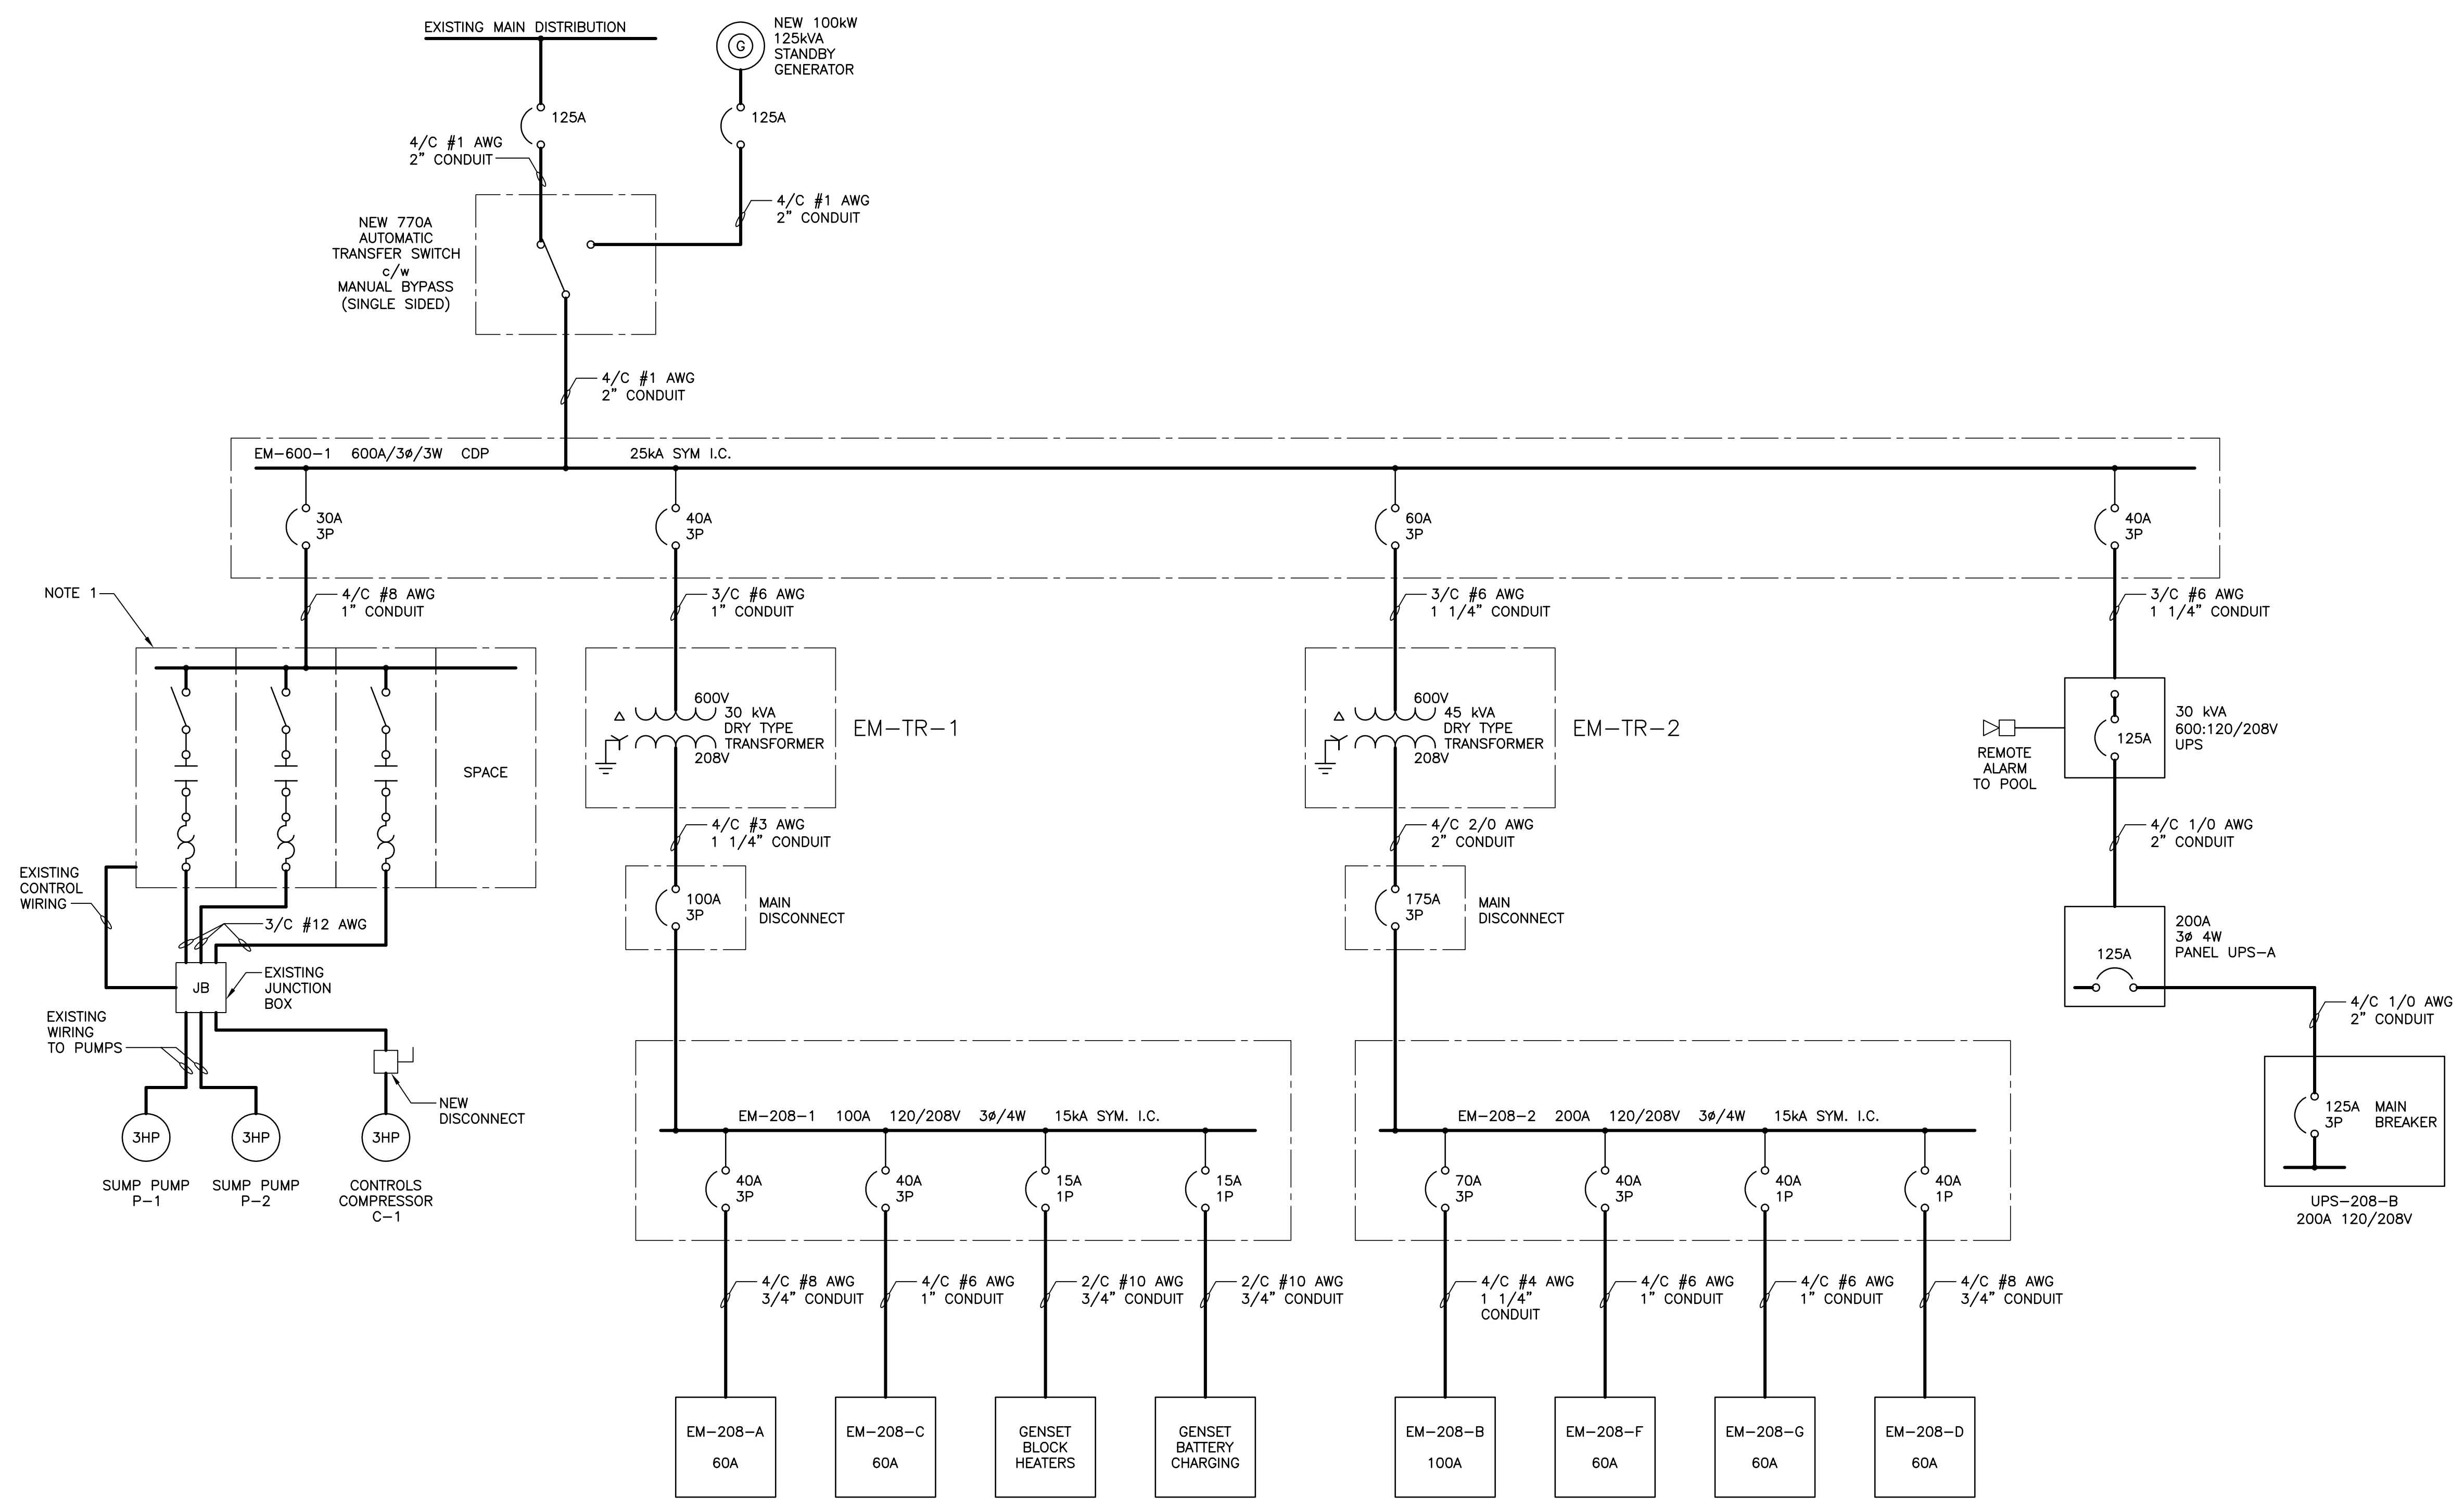 EXISTING MAIN DISTRIBUTION
G
NEW 100kW
125kVA
STANDBY
GENERATOR
125A
125A
4/C #1 AWG
2" CONDUIT
4/C #1 AWG
2" CONDUIT
NEW 770A
AUTOMATIC
TRANSFER SWITCH
c/w
MANUAL BYPASS
(SINGLE SIDED)
4/C #1 AWG
2" CONDUIT
EM-600-1 600A/3ø/3W CDP 25kA SYM I.C.
30A
3P
40A
3P
60A
3P
40A
3P
NOTE 1
4/C #8 AWG
1" CONDUIT
3/C #6 AWG
1" CONDUIT
3/C #6 AWG
1 1/4" CONDUIT
3/C #6 AWG
1 1/4" CONDUIT
SPACE
600V
30 kVA
DRY TYPE
TRANSFORMER
208V
EM-TR-1
600V
45 kVA
DRY TYPE
TRANSFORMER
208V
EM-TR-2
REMOTE
ALARM
TO POOL
125A
30 kVA
600:120/208V
UPS
4/C #3 AWG
1 1/4" CONDUIT
4/C 2/0 AWG
2" CONDUIT
4/C 1/0 AWG
2" CONDUIT
EXISTING
CONTROL
WIRING
3/C #12 AWG
100A
3P
MAIN
DISCONNECT
175A
3P
MAIN
DISCONNECT
125A
200A
3ø 4W
PANEL UPS-A
JB
EXISTING
JUNCTION
BOX
EXISTING
WIRING
TO PUMPS
4/C 1/0 AWG
2" CONDUIT
NEW
DISCONNECT
3HP
3HP
3HP
SUMP PUMP
P-1
SUMP PUMP
P-2
CONTROLS
COMPRESSOR
C-1
EM-208-1 100A 120/208V 3ø/4W 15kA SYM. I.C.
EM-208-2 200A 120/208V 3ø/4W 15kA SYM. I.C.
125A
3P
MAIN
BREAKER
UPS-208-B
200A 120/208V
40A
3P
40A
3P
15A
1P
15A
1P
70A
3P
40A
3P
40A
1P
40A
1P
4/C #8 AWG
3/4" CONDUIT
4/C #6 AWG
1" CONDUIT
2/C #10 AWG
3/4" CONDUIT
2/C #10 AWG
3/4" CONDUIT
4/C #4 AWG
1 1/4"
CONDUIT
4/C #6 AWG
1" CONDUIT
4/C #6 AWG
1" CONDUIT
4/C #8 AWG
3/4" CONDUIT
EM-208-A
60A
EM-208-C
60A
GENSET
BLOCK
HEATERS
GENSET
BATTERY
CHARGING
EM-208-B
100A
EM-208-F
60A
EM-208-G
60A
EM-208-D
60A